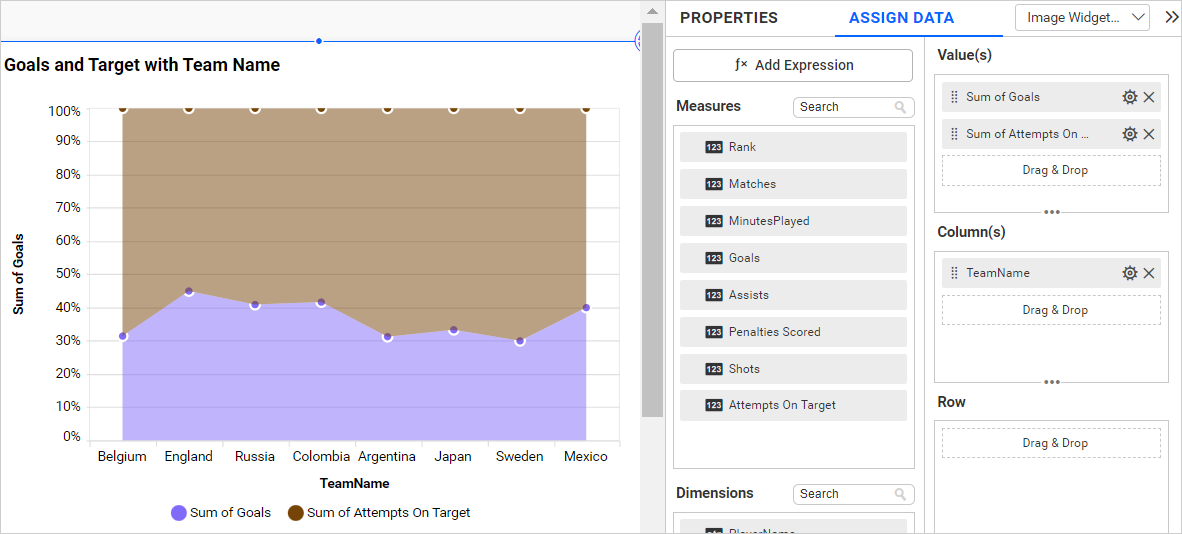 PROPERTIES
ASSIGN DATA
Image Widget...
Goals and Target with Team Name
Sum of Goals
100%
90%
80%
70%
60%
50%
40%
30%
20%
10%
0%
Belgium England Russia Colombia Argentina Japan Sweden Mexico
TeamName
Sum of Goals
Sum of Attempts On Target
ƒx Add Expression
Measures
Search
123 Rank
123 Matches
123 MinutesPlayed
123 Goals
123 Assists
123 Penalties Scored
123 Shots
123 Attempts On Target
Dimensions
Search
Value(s)
Sum of Goals
Sum of Attempts On ...
Drag & Drop
Column(s)
TeamName
Drag & Drop
Row
Drag & Drop